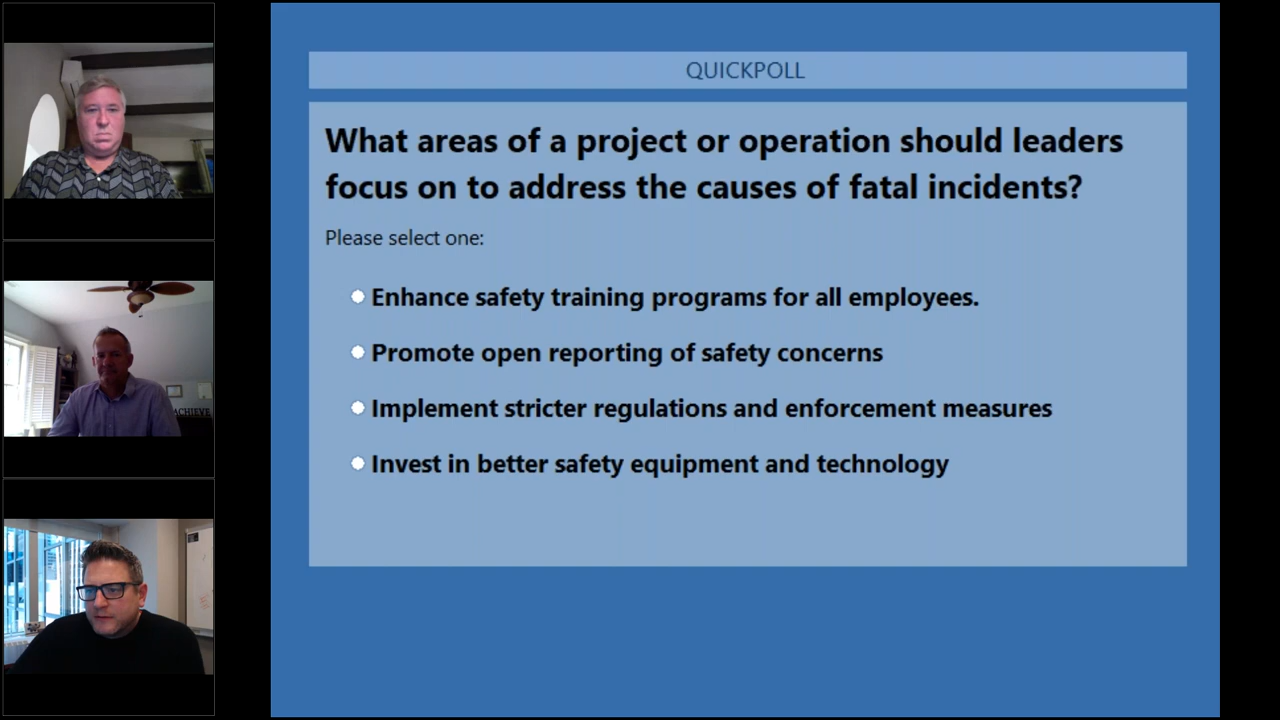 QUICKPOLL
What areas of a project or operation should leaders
focus on to address the causes of fatal incidents?
Please select one:
Enhance safety training programs for all employees.
Promote open reporting of safety concerns
Implement stricter regulations and enforcement measures
Invest in better safety equipment and technology
ACHIEVE